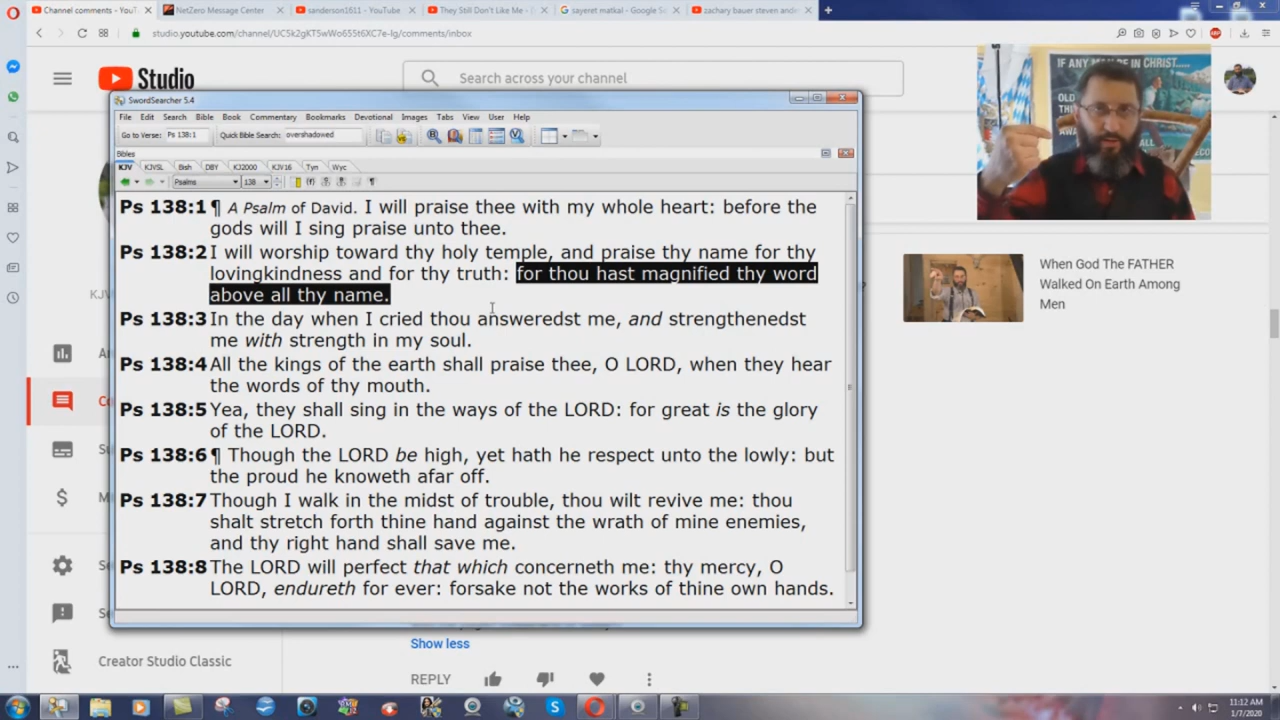 Channel comments - YouT
NetZero Message Center
sanderson1611 - YouTube
They Still Don't Like Me -
sayeret matkal - Google S
zachary bauer steven ande
studio.youtube.com/channel/UC5k2gKT5wWo655t6XC7e-Ig/comments/inbox
Studio
Search across your channel
IF ANY MAN BE IN CHRIST....
OLD
SwordSearcher 5.4
File Edit Search Bible Book Commentary Bookmarks Devotional Images Tabs View User Help
Go to Verse: Ps 138:1 Quick Bible Search: overshadowed
Bibles
KJV KJVSL Bish DBY KJ2000 KJV16 Tyn Wyc
Psalms 138
Ps 138:1 ¶ A Psalm of David. I will praise thee with my whole heart: before the
gods will I sing praise unto thee.
Ps 138:2 I will worship toward thy holy temple, and praise thy name for thy
lovingkindness and for thy truth: for thou hast magnified thy word
above all thy name.
Ps 138:3 In the day when I cried thou answeredst me, and strengthenedst
me with strength in my soul.
Ps 138:4 All the kings of the earth shall praise thee, O LORD, when they hear
the words of thy mouth.
Ps 138:5 Yea, they shall sing in the ways of the LORD: for great is the glory
of the LORD.
Ps 138:6 ¶ Though the LORD be high, yet hath he respect unto the lowly: but
the proud he knoweth afar off.
Ps 138:7 Though I walk in the midst of trouble, thou wilt revive me: thou
shalt stretch forth thine hand against the wrath of mine enemies,
and thy right hand shall save me.
Ps 138:8 The LORD will perfect that which concerneth me: thy mercy, O
LORD, endureth for ever: forsake not the works of thine own hands.
When God The FATHER
Walked On Earth Among
Men
Show less
REPLY
Creator Studio Classic
11:12 AM
1/7/2020